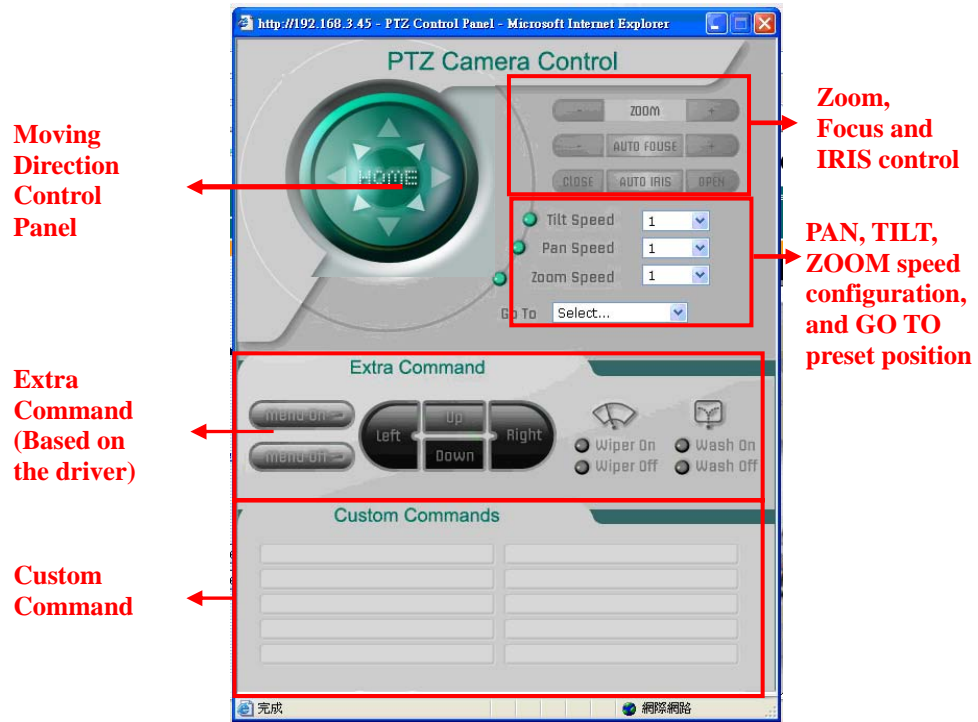 http://192.168.3.45 - PTZ Control Panel - Microsoft Internet Explorer
PTZ Camera Control
- ZOOM +
- AUTO FOUSE +
CLOSE AUTO IRIS OPEN
HOME
Tilt Speed 1
Pan Speed 1
Zoom Speed 1
Go To Select...
Moving
Direction
Control
Panel
Zoom,
Focus and
IRIS control
PAN, TILT,
ZOOM speed
configuration,
and GO TO
preset position
Extra
Command
(Based on
the driver)
Extra Command
menu on
menu off
Left
Up
Down
Right
Wiper On
Wiper Off
Wash On
Wash Off
Custom
Command
Custom Commands
完成
網際網路